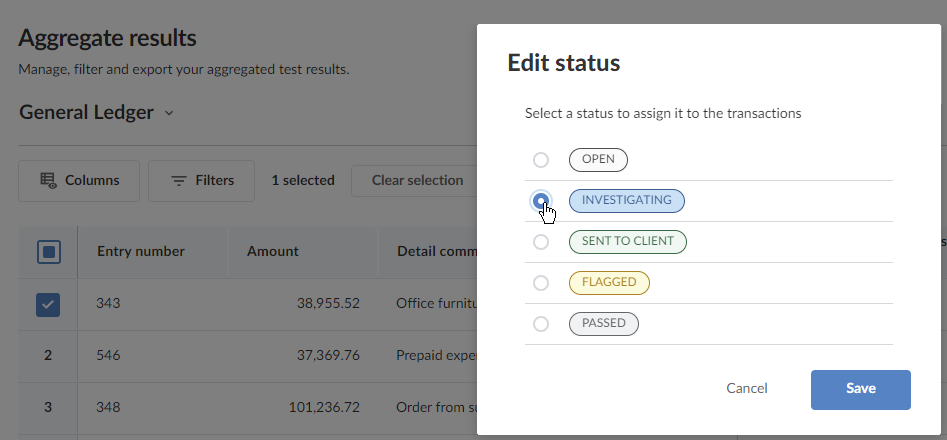 Aggregate results
Manage, filter and export your aggregated test results.
General Ledger
Columns
Filters
1 selected
Clear selection
Entry number
Amount
Detail comm
343
38,955.52
Office furnitu
2
546
37,369.76
Prepaid expe
3
348
101,236.72
Order from su
Edit status
Select a status to assign it to the transactions
OPEN
INVESTIGATING
SENT TO CLIENT
FLAGGED
PASSED
Cancel
Save
s